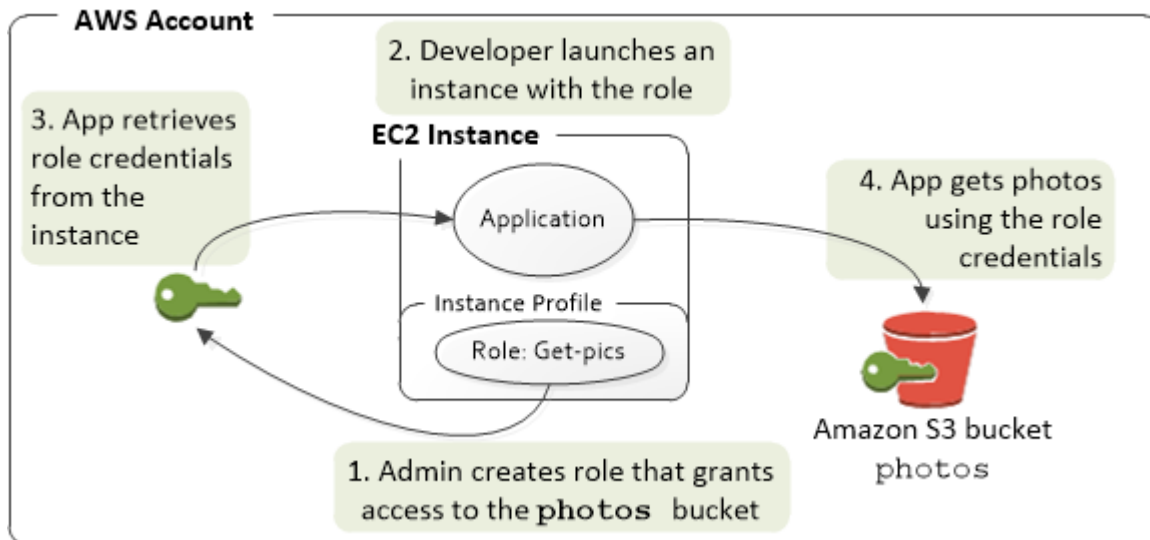 AWS Account
2. Developer launches an
instance with the role
3. App retrieves
role credentials
from the
instance
EC2 Instance
Application
4. App gets photos
using the role
credentials
Instance Profile
Role: Get-pics
Amazon S3 bucket
photos
1. Admin creates role that grants
access to the photos bucket